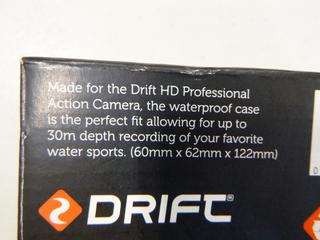 Made for the Drift HD Professional
Action Camera, the waterproof case
is the perfect fit allowing for up to
30m depth recording of your favorite
water sports. (60mm x 62mm x 122mm)
DRIFT®